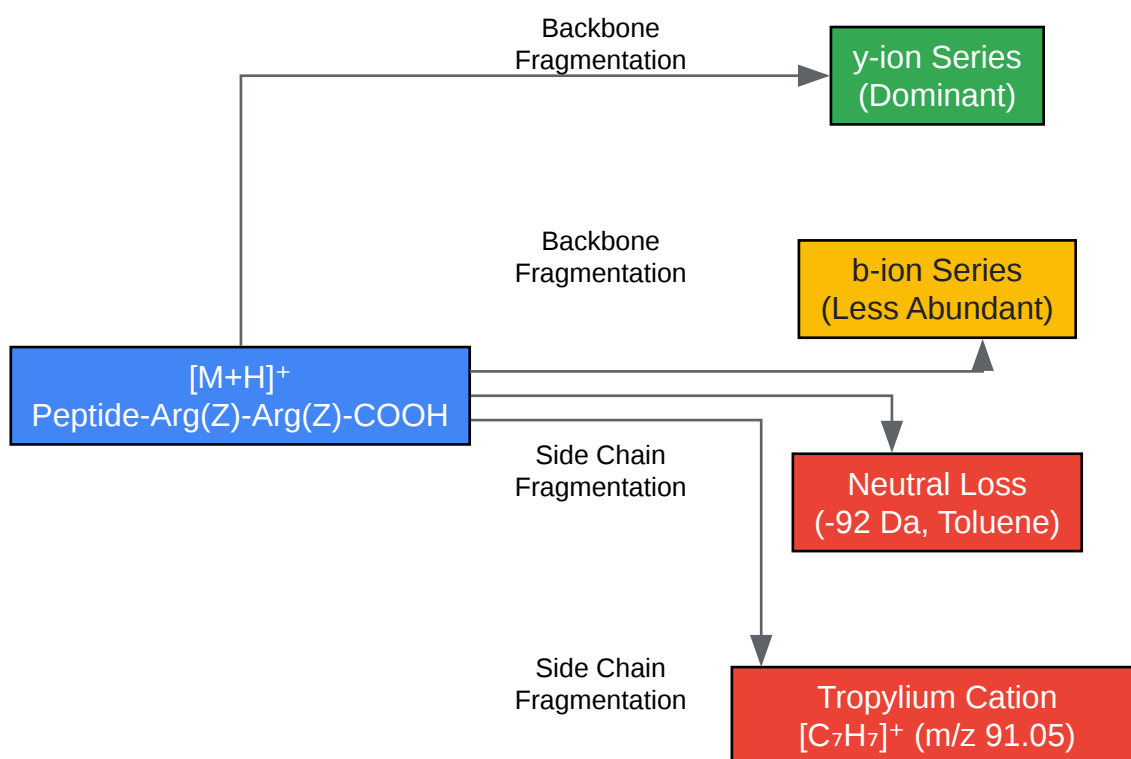 Backbone
Fragmentation
y-ion Series
(Dominant)
Backbone
Fragmentation
b-ion Series
(Less Abundant)
[M+H]⁺
Peptide-Arg(Z)-Arg(Z)-COOH
Side Chain
Fragmentation
Neutral Loss
(-92 Da, Toluene)
Side Chain
Fragmentation
Tropylium Cation
[C₇H₇]⁺ (m/z 91.05)